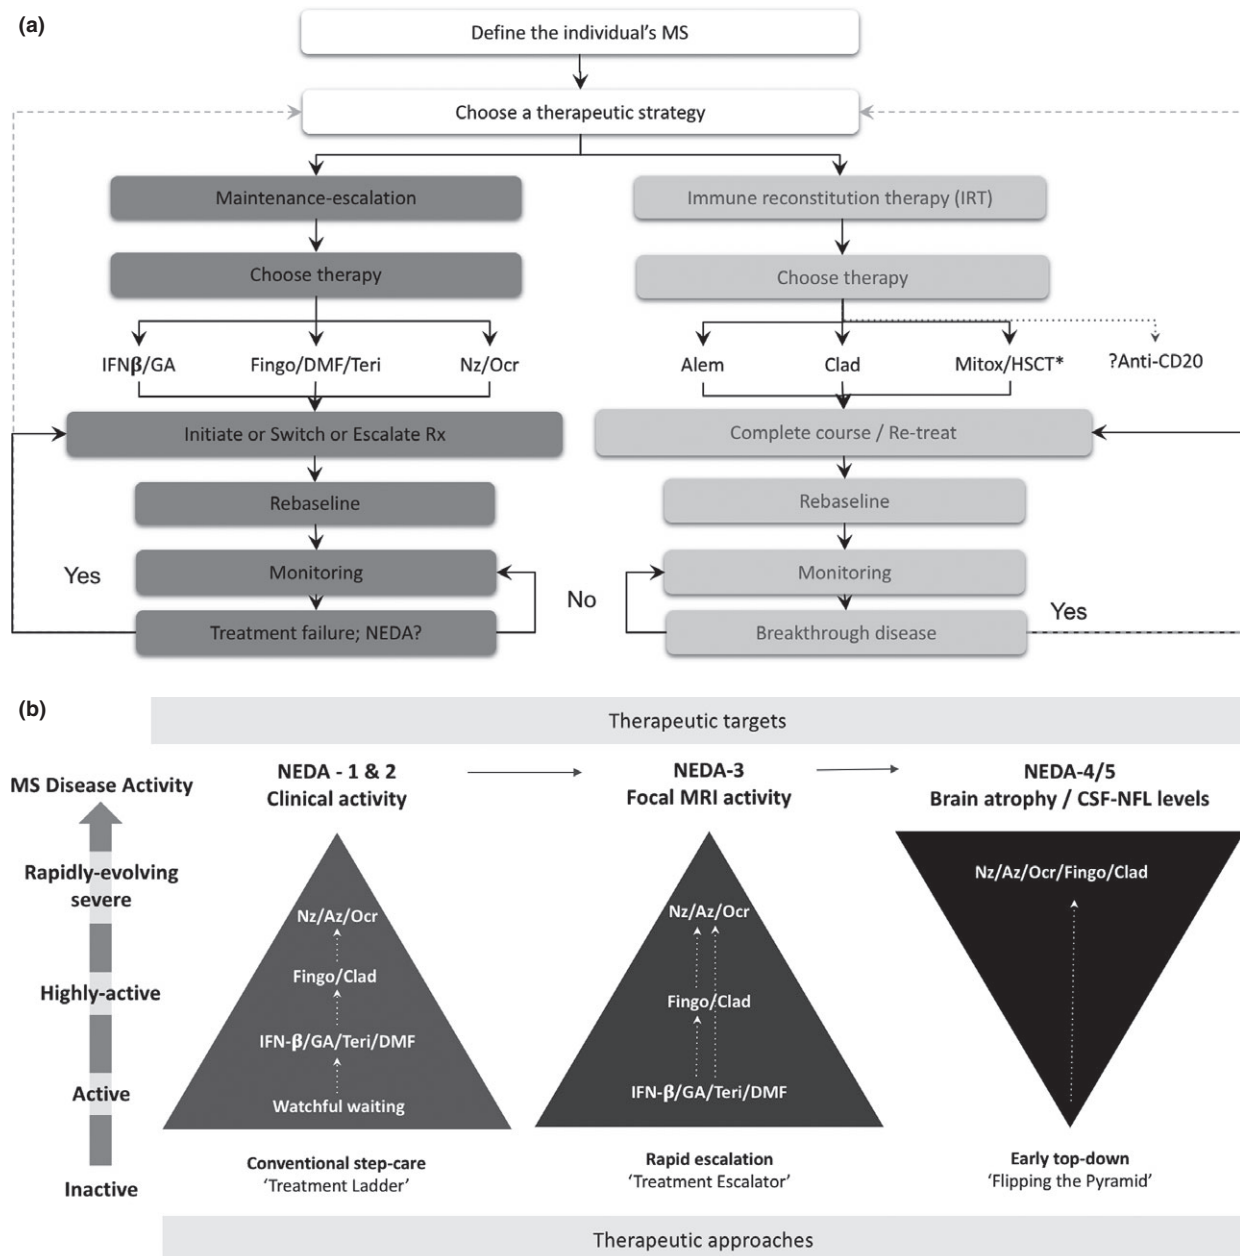 (a)
Define the individual's MS
Choose a therapeutic strategy
Maintenance-escalation
Immune reconstitution therapy (IRT)
Choose therapy
Choose therapy
IFNβ/GA
Fingo/DMF/Teri
Nz/Ocr
Alem
Clad
Mitox/HSCT*
?Anti-CD20
Initiate or Switch or Escalate Rx
Complete course / Re-treat
Rebaseline
Rebaseline
Yes
Monitoring
No
Monitoring
Treatment failure; NEDA?
Breakthrough disease
Yes
(b)
Therapeutic targets
MS Disease Activity
Rapidly-evolving
severe
Highly-active
Active
Inactive
NEDA - 1 & 2
Clinical activity
Nz/Az/Ocr
Fingo/Clad
IFN-β/GA/Teri/DMF
Watchful waiting
Conventional step-care
'Treatment Ladder'
NEDA-3
Focal MRI activity
Nz/Az/Ocr
Fingo/Clad
IFN-β/GA/Teri/DMF
Rapid escalation
'Treatment Escalator'
NEDA-4/5
Brain atrophy / CSF-NFL levels
Nz/Az/Ocr/Fingo/Clad
Early top-down
'Flipping the Pyramid'
Therapeutic approaches